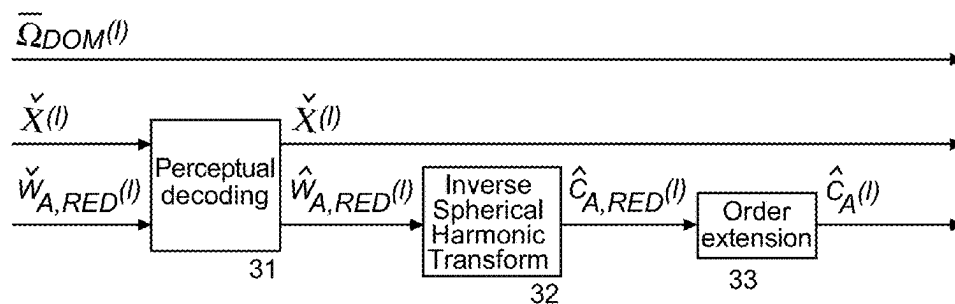 Ω̅DOM(l)
X̌(l)
X̌(l)
Perceptual
decoding
W̌A,RED(l)
ŴA,RED(l)
31
Inverse
Spherical
Harmonic
Transform
32
ĈA,RED(l)
Order
extension
33
ĈA(l)